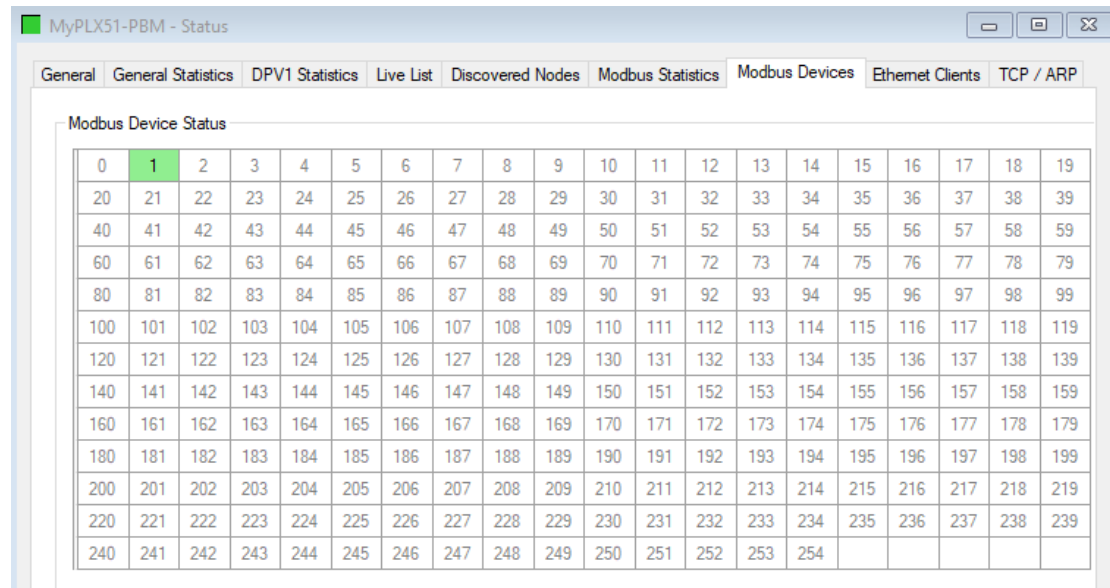 MyPLX51-PBM - Status
General General Statistics DPV1 Statistics Live List Discovered Nodes Modbus Statistics Modbus Devices Ethernet Clients TCP / ARP
Modbus Device Status
0 1 2 3 4 5 6 7 8 9 10 11 12 13 14 15 16 17 18 19
20 21 22 23 24 25 26 27 28 29 30 31 32 33 34 35 36 37 38 39
40 41 42 43 44 45 46 47 48 49 50 51 52 53 54 55 56 57 58 59
60 61 62 63 64 65 66 67 68 69 70 71 72 73 74 75 76 77 78 79
80 81 82 83 84 85 86 87 88 89 90 91 92 93 94 95 96 97 98 99
100 101 102 103 104 105 106 107 108 109 110 111 112 113 114 115 116 117 118 119
120 121 122 123 124 125 126 127 128 129 130 131 132 133 134 135 136 137 138 139
140 141 142 143 144 145 146 147 148 149 150 151 152 153 154 155 156 157 158 159
160 161 162 163 164 165 166 167 168 169 170 171 172 173 174 175 176 177 178 179
180 181 182 183 184 185 186 187 188 189 190 191 192 193 194 195 196 197 198 199
200 201 202 203 204 205 206 207 208 209 210 211 212 213 214 215 216 217 218 219
220 221 222 223 224 225 226 227 228 229 230 231 232 233 234 235 236 237 238 239
240 241 242 243 244 245 246 247 248 249 250 251 252 253 254